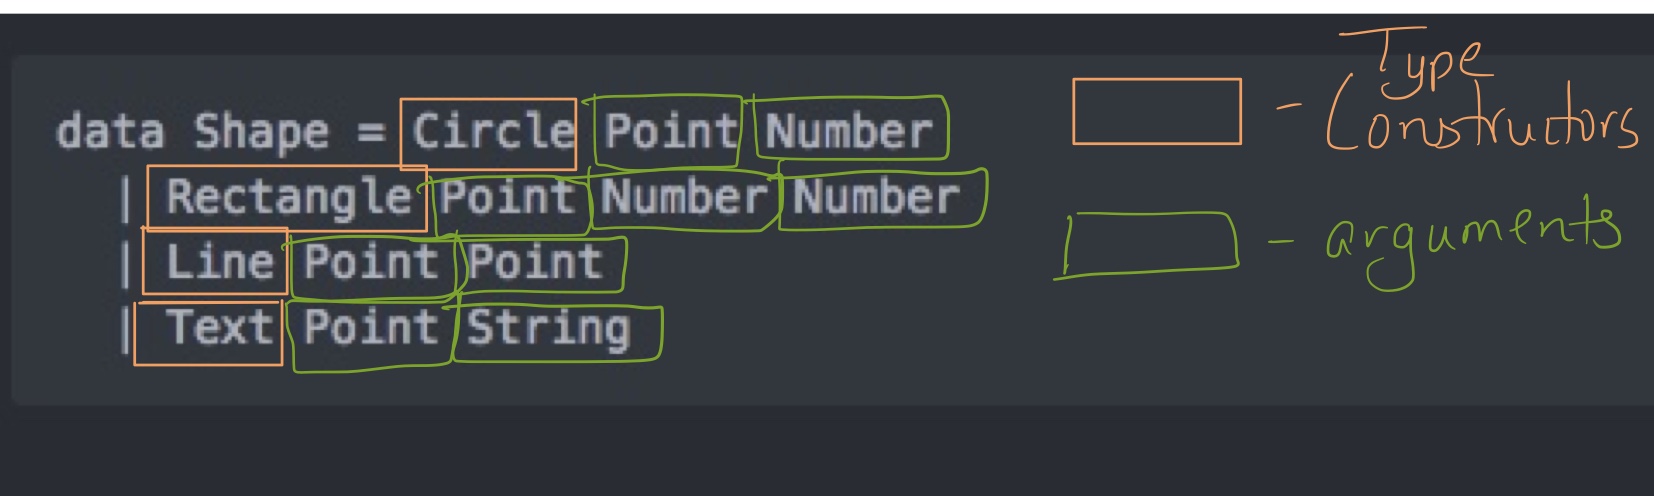 data Shape = Circle Point Number
| Rectangle Point Number Number
| Line Point Point
| Text Point String
- Type Constructors
- arguments